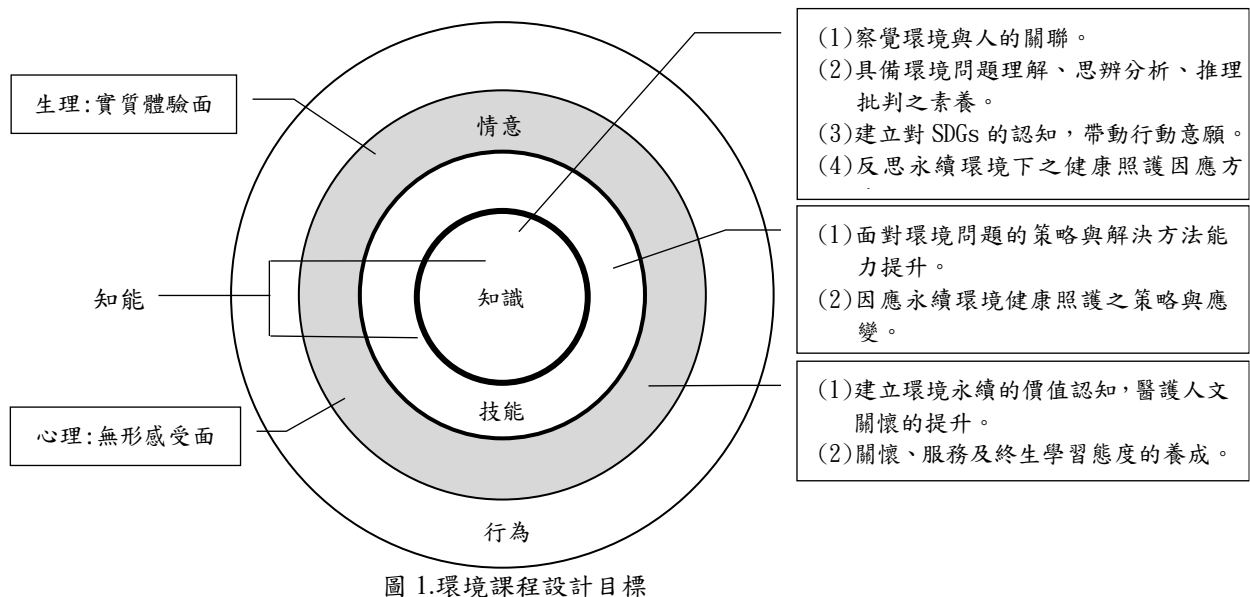 生理:實質體驗面
知能
心理:無形感受面
情意
知識
技能
行為
(1)察覺環境與人的關聯。
(2)具備環境問題理解、思辨分析、推理
批判之素養。
(3)建立對 SDGs 的認知，帶動行動意願。
(4)反思永續環境下之健康照護因應方
(1)面對環境問題的策略與解決方法能
力提升。
(2)因應永續環境健康照護之策略與應
變。
(1)建立環境永續的價值認知，醫護人文
關懷的提升。
(2)關懷、服務及終生學習態度的養成。
圖 1.環境課程設計目標